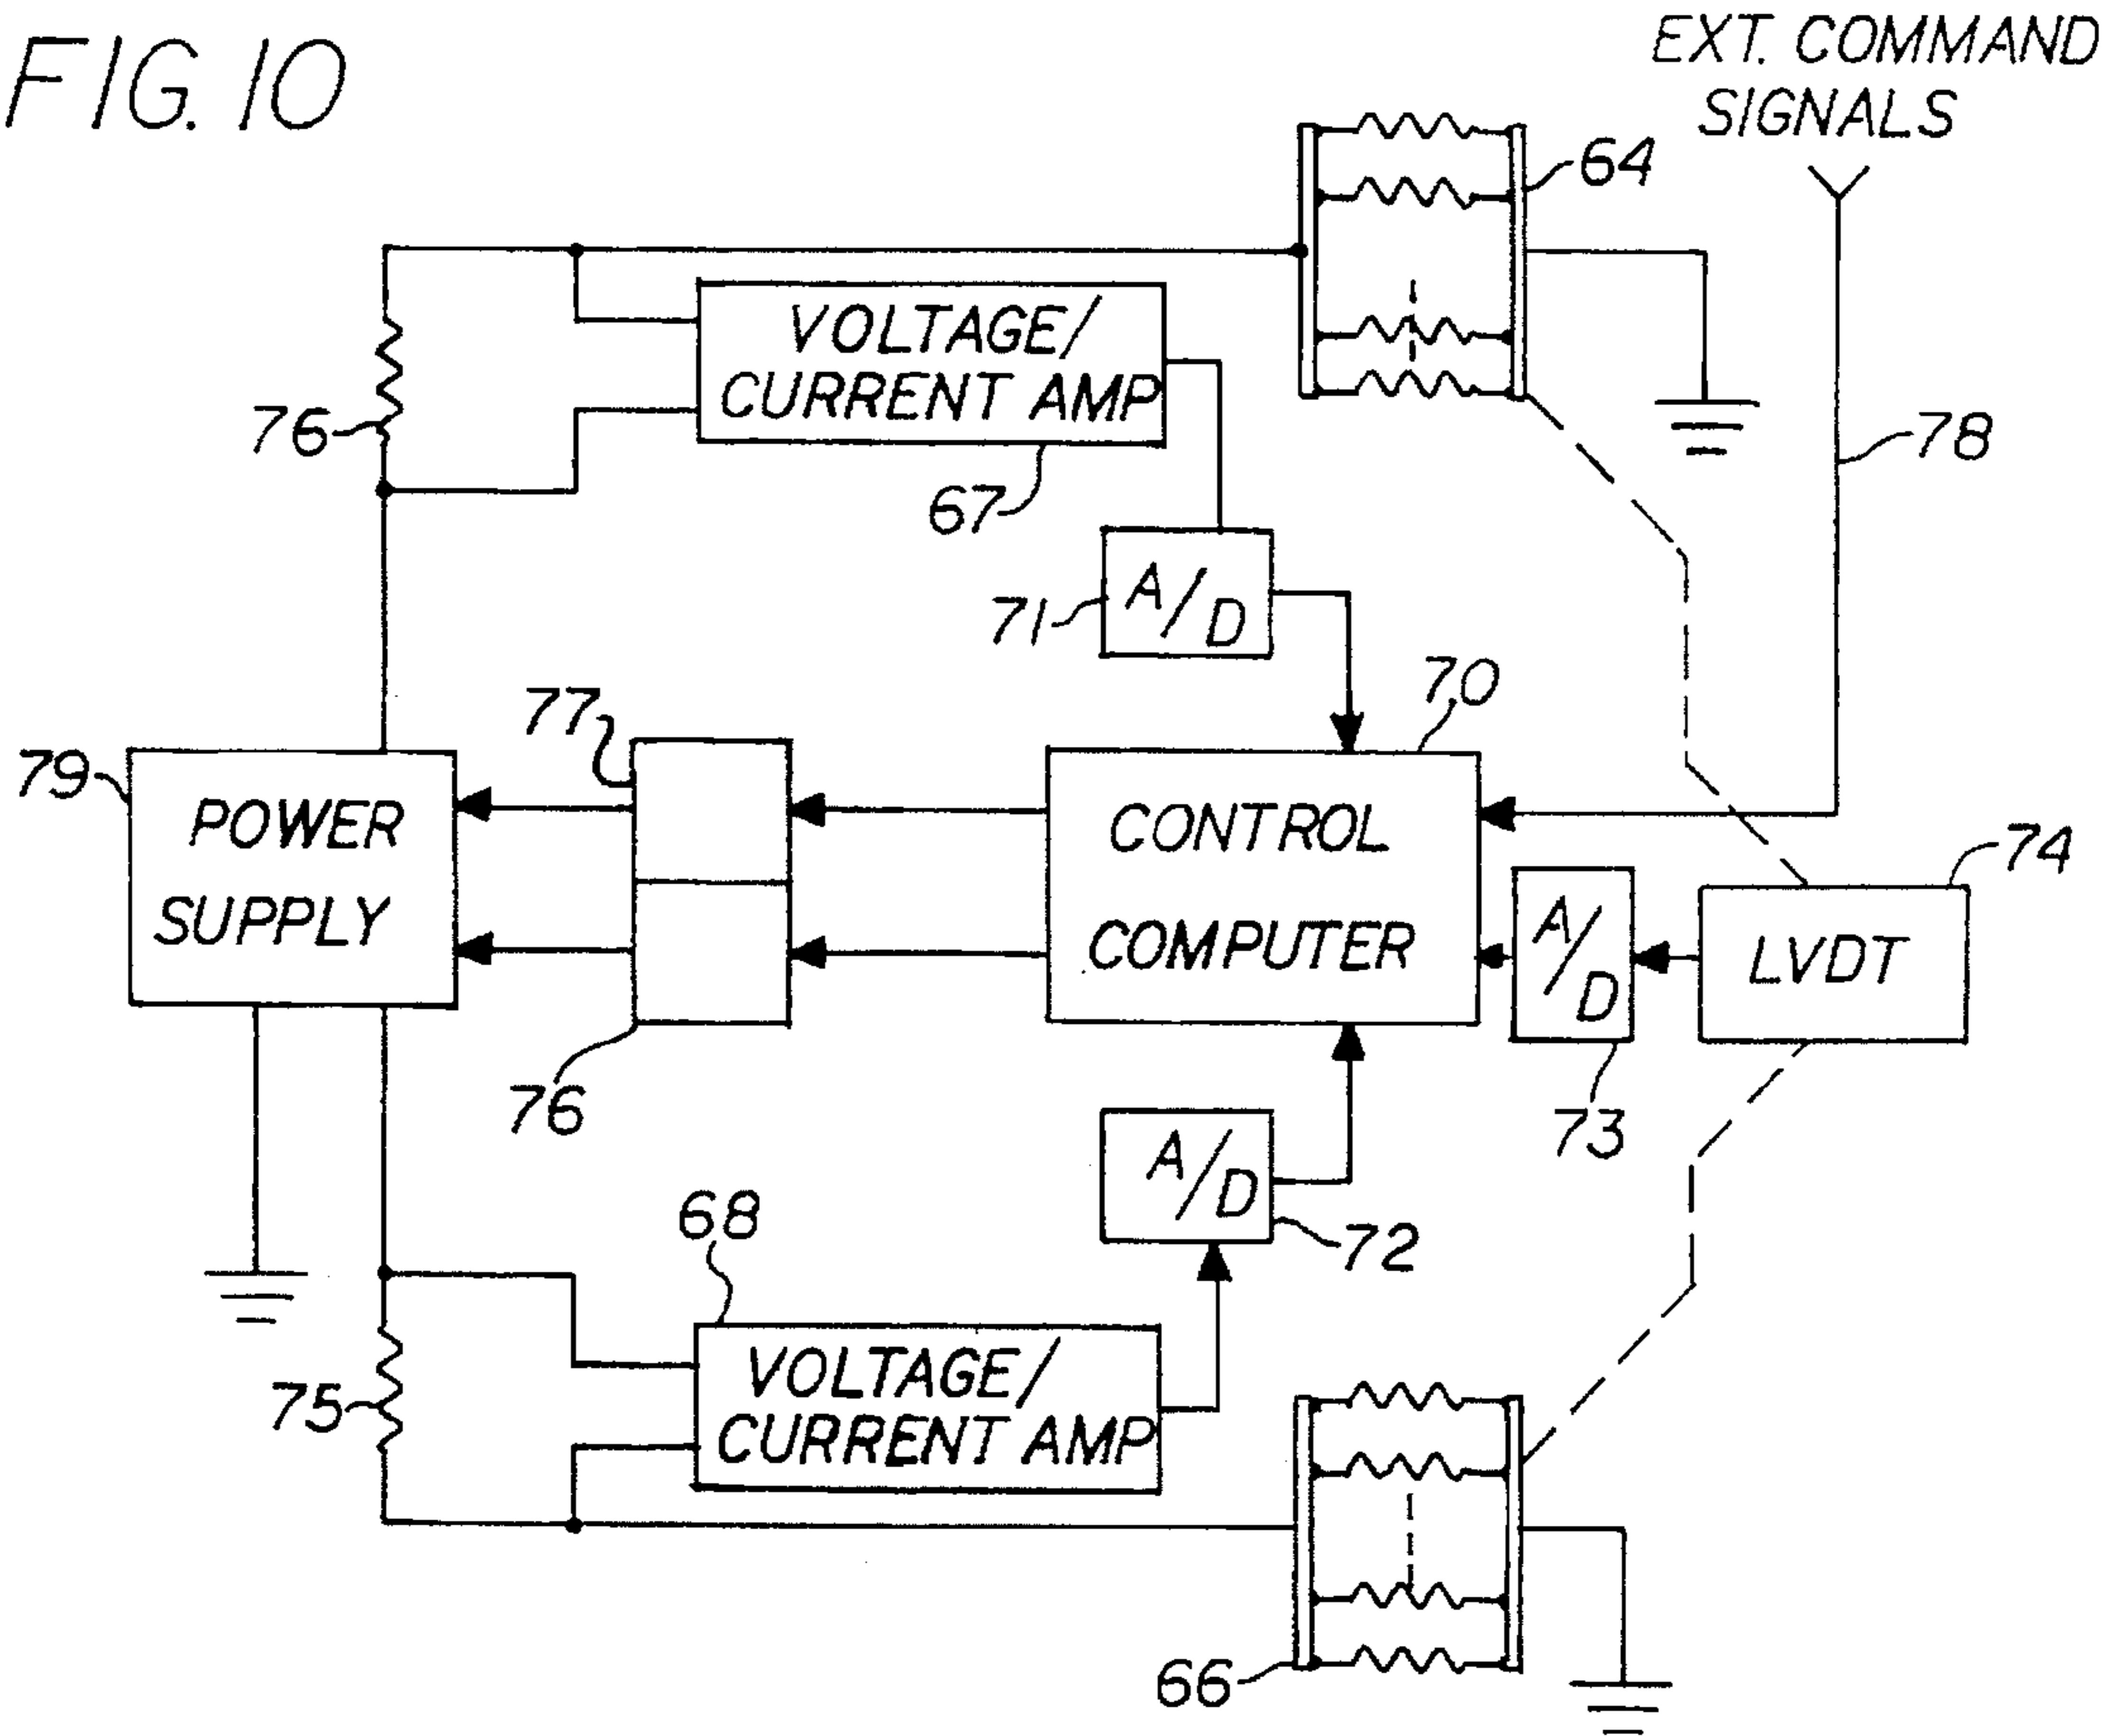 FIG. 10
EXT. COMMAND
SIGNALS
64
VOLTAGE/
CURRENT AMP
76
67
78
71
A/D
70
77
79
POWER
SUPPLY
CONTROL
COMPUTER
74
A/D
LVDT
76
73
A/D
68
72
VOLTAGE/
CURRENT AMP
75
66